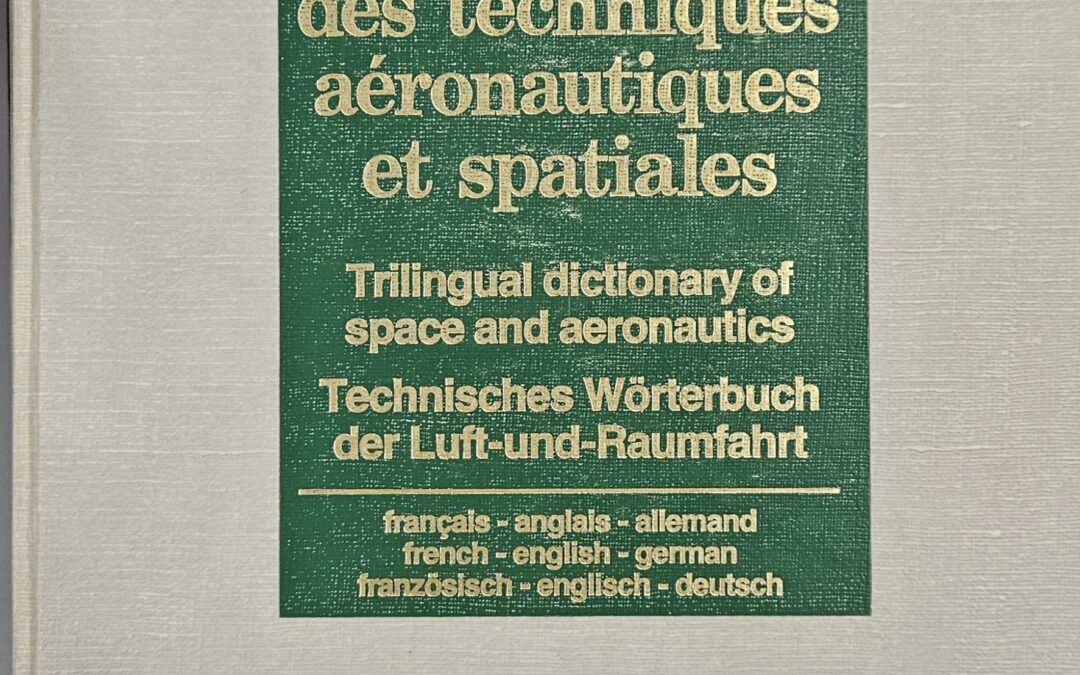 des techniques
aéronautiques
et spatiales
Trilingual dictionary of
space and aeronautics
Technisches Wörterbuch
der Luft-und-Raumfahrt
français - anglais - allemand
french - english - german
französisch - englisch - deutsch